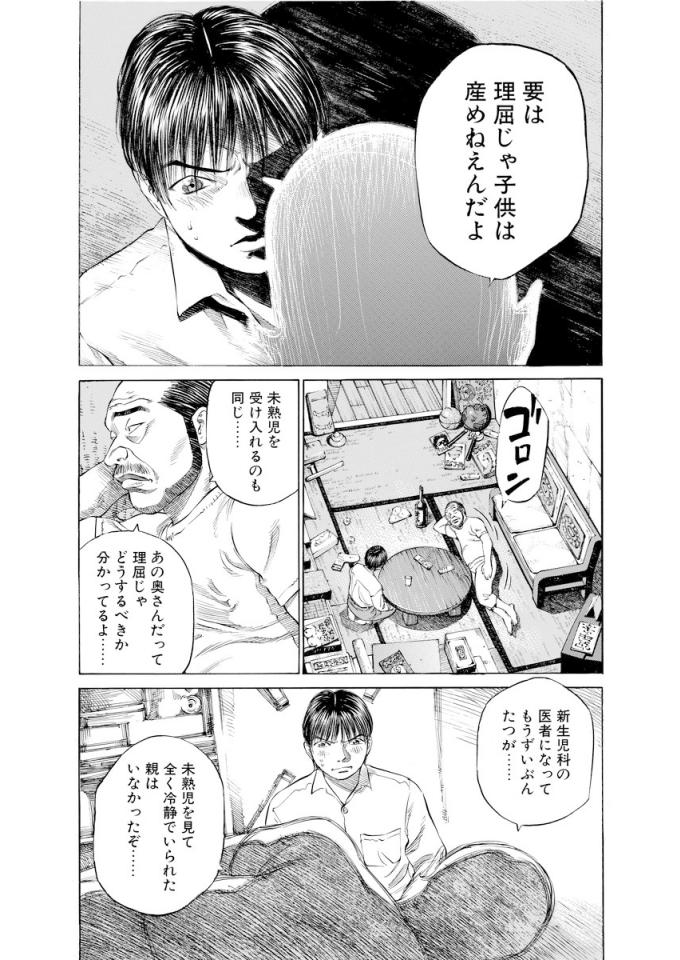 要は
理屈じゃ子供は
産めねえんだよ
ゴロン
未熟児を
受け入れるのも
同じ……
あの奥さんだって
理屈じゃ
どうするべきか
分かってるよ……
新生児科の
医者になって
もうずいぶん
たつが……
未熟児を見て
全く冷静でいられた
親は
いなかったぞ……